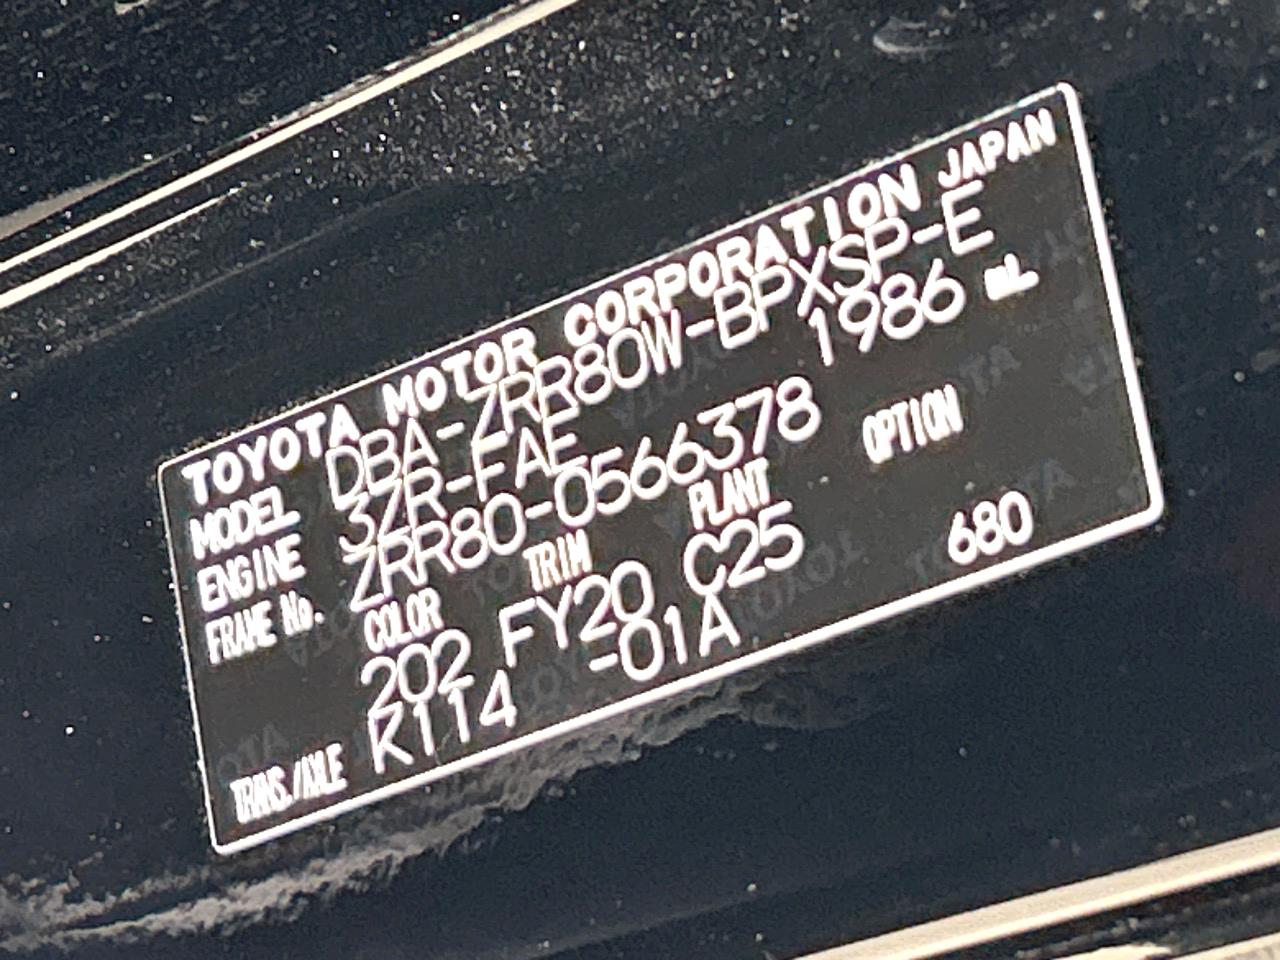 TOYOTA MOTOR CORPORATION JAPAN
MODEL DBA-ZRR80W-BPXSP-E
ENGINE 3ZR-FAE 1986 mL
FRAME No. ZRR80-0566378
COLOR TRIM PLANT OPTION
202 FY20 C25 680
TRANS./AXLE K114 -01A